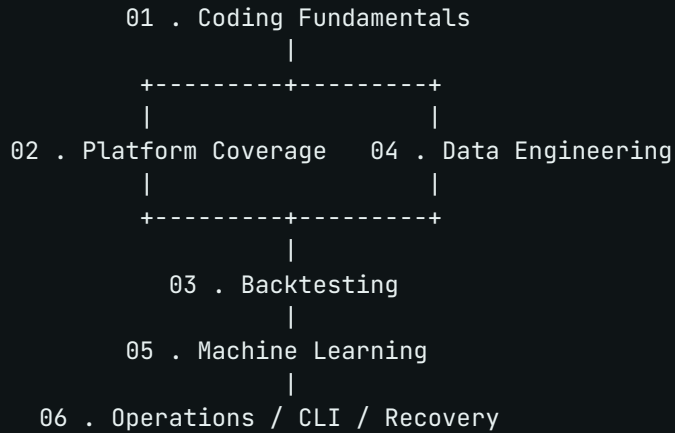 01 . Coding Fundamentals
|
+---------+---------+
| |
02 . Platform Coverage 04 . Data Engineering
| |
+---------+---------+
|
03 . Backtesting
|
05 . Machine Learning
|
06 . Operations / CLI / Recovery